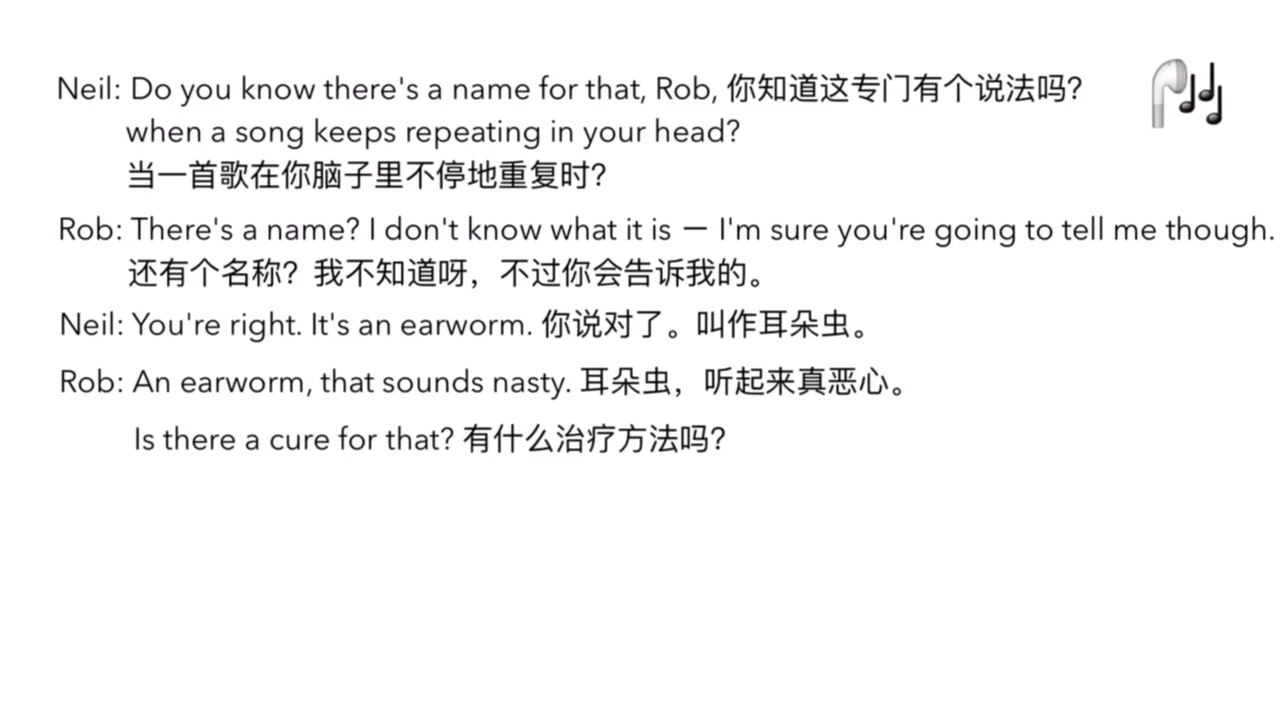 Neil: Do you know there's a name for that, Rob, 你知道这专门有个说法吗？
when a song keeps repeating in your head?
当一首歌在你脑子里不停地重复时？
Rob: There's a name? I don't know what it is — I'm sure you're going to tell me though.
还有个名称？我不知道呀，不过你会告诉我的。
Neil: You're right. It's an earworm. 你说对了。叫作耳朵虫。
Rob: An earworm, that sounds nasty. 耳朵虫，听起来真恶心。
Is there a cure for that? 有什么治疗方法吗？